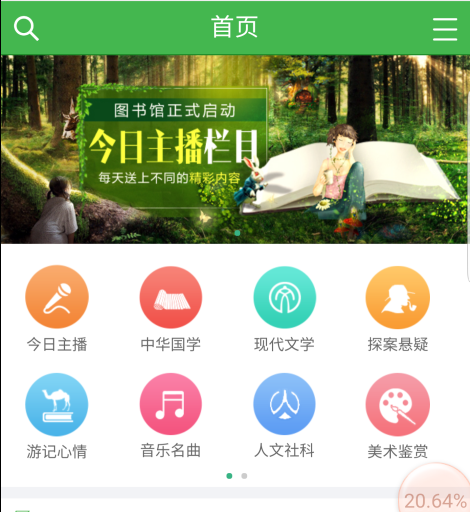 首页
图书馆正式启动
今日主播栏目
每天送上不同的精彩内容
今日主播
中华国学
现代文学
探案悬疑
游记心情
音乐名曲
人文社科
美术鉴赏
20.64%